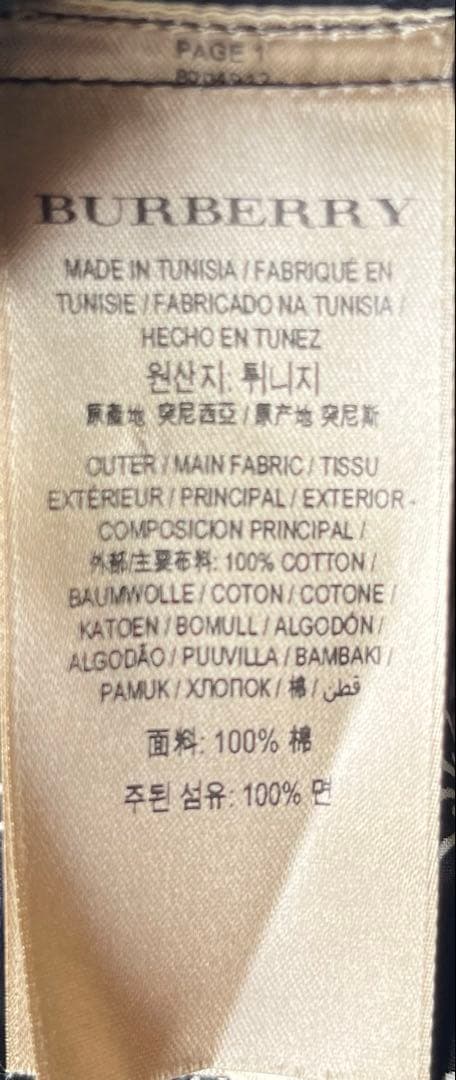 PAGE 1
BURBERRY
MADE IN TUNISIA / FABRIQUÉ EN
TUNISIE / FABRICADO NA TUNISIA /
HECHO EN TUNEZ
원산지: 튀니지
原產地 突尼西亞 / 原产地 突尼斯
OUTER / MAIN FABRIC / TISSU
EXTÉRIEUR / PRINCIPAL / EXTERIOR -
COMPOSICION PRINCIPAL /
外部/主要布料: 100% COTTON /
BAUMWOLLE / COTON / COTONE /
KATOEN / BOMULL / ALGODÓN /
ALGODÃO / PUUVILLA / BAMBAKI /
PAMUK / ХЛОПОК / 棉 / قطن
面料: 100% 棉
주된 섬유: 100% 면